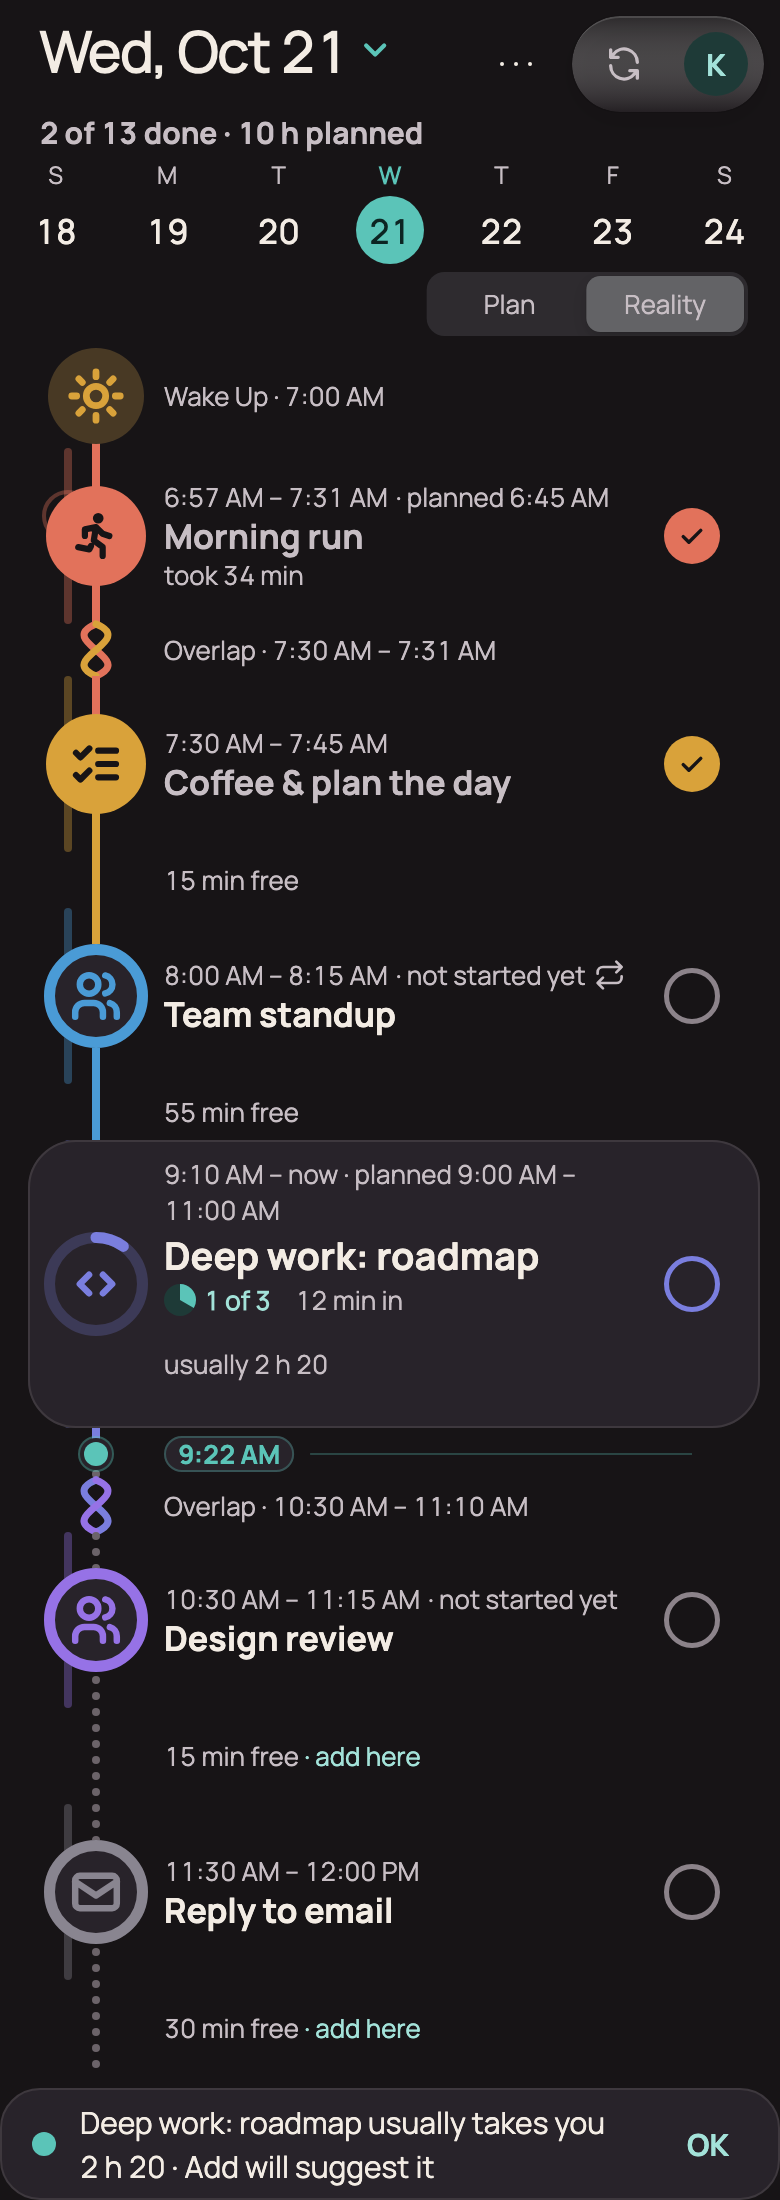 Wed, Oct 21
...
K
2 of 13 done · 10 h planned
S M T W T F S
18 19 20 21 22 23 24
Plan Reality
Wake Up · 7:00 AM
6:57 AM – 7:31 AM · planned 6:45 AM
Morning run
took 34 min
Overlap · 7:30 AM – 7:31 AM
7:30 AM – 7:45 AM
Coffee & plan the day
15 min free
8:00 AM – 8:15 AM · not started yet
Team standup
55 min free
9:10 AM – now · planned 9:00 AM –
11:00 AM
Deep work: roadmap
1 of 3 12 min in
usually 2 h 20
9:22 AM
Overlap · 10:30 AM – 11:10 AM
10:30 AM – 11:15 AM · not started yet
Design review
15 min free · add here
11:30 AM – 12:00 PM
Reply to email
30 min free · add here
Deep work: roadmap usually takes you
2 h 20 · Add will suggest it
OK